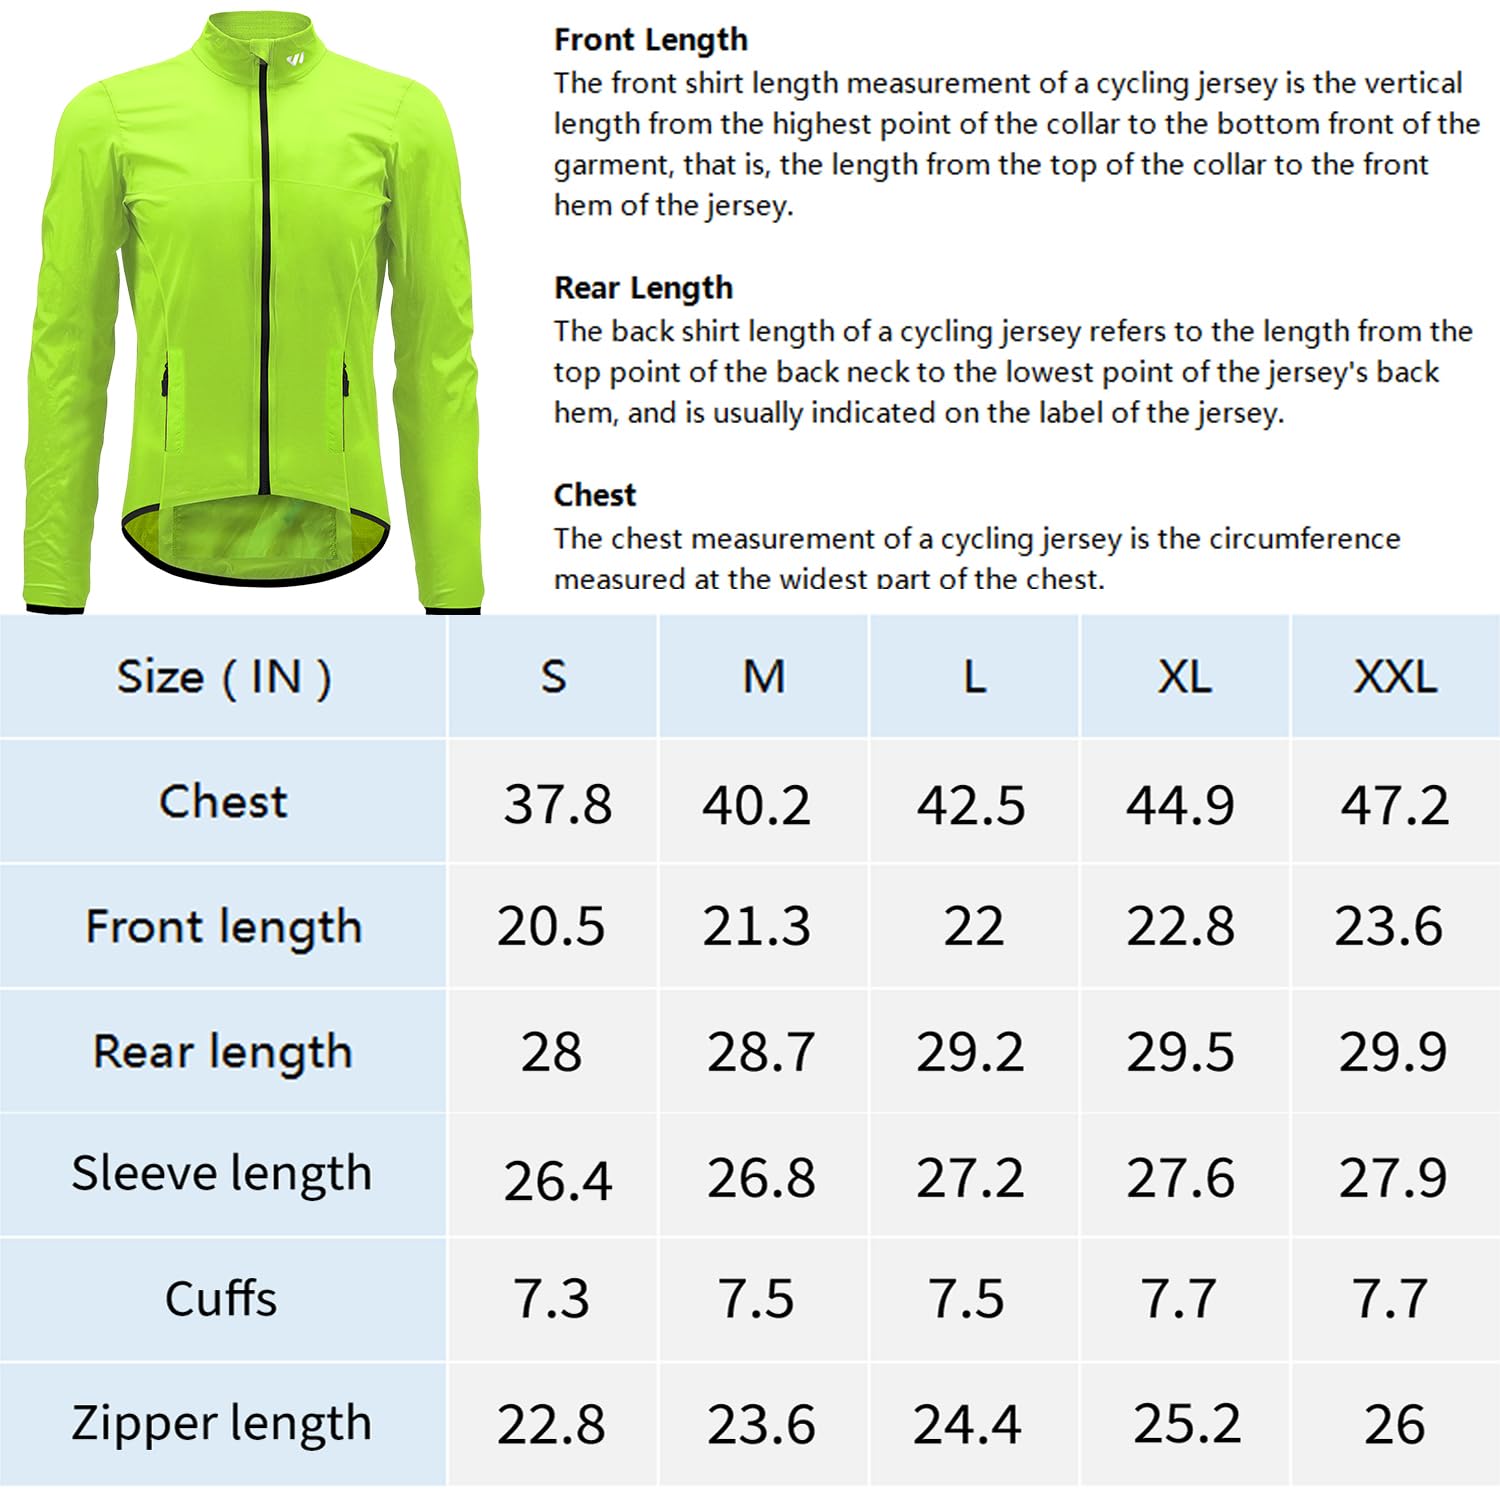 Front Length
The front shirt length measurement of a cycling jersey is the vertical
length from the highest point of the collar to the bottom front of the
garment, that is, the length from the top of the collar to the front
hem of the jersey.
Rear Length
The back shirt length of a cycling jersey refers to the length from the
top point of the back neck to the lowest point of the jersey's back
hem, and is usually indicated on the label of the jersey.
Chest
The chest measurement of a cycling jersey is the circumference
measured at the widest part of the chest.
Size ( IN ) S M L XL XXL
Chest 37.8 40.2 42.5 44.9 47.2
Front length 20.5 21.3 22 22.8 23.6
Rear length 28 28.7 29.2 29.5 29.9
Sleeve length 26.4 26.8 27.2 27.6 27.9
Cuffs 7.3 7.5 7.5 7.7 7.7
Zipper length 22.8 23.6 24.4 25.2 26